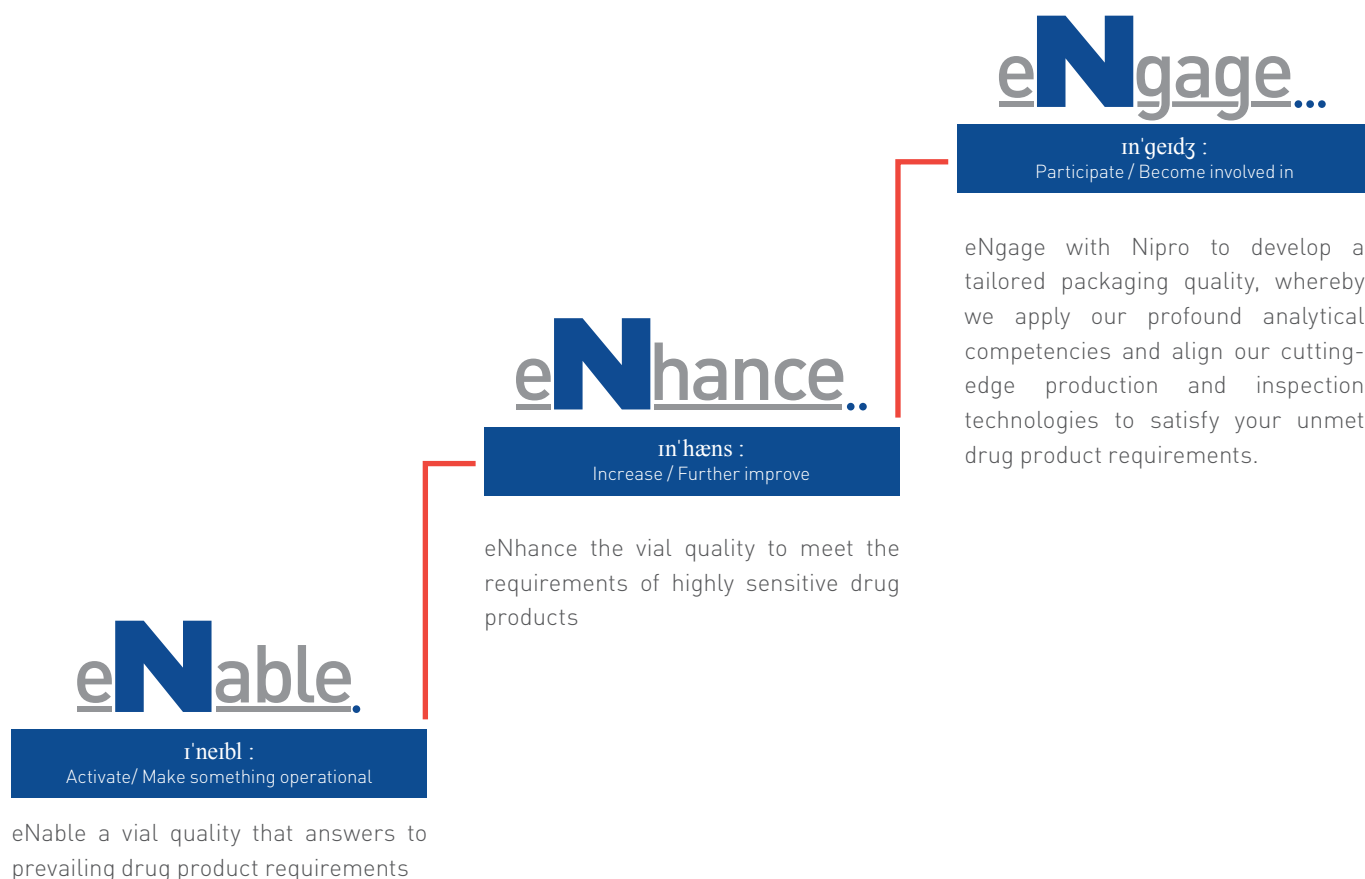 eNgage...
ɪnˈgeɪdʒ :
Participate / Become involved in
eNgage with Nipro to develop a
tailored packaging quality, whereby
we apply our profound analytical
competencies and align our cutting-
edge production and inspection
technologies to satisfy your unmet
drug product requirements.
eNhance..
ɪnˈhæns :
Increase / Further improve
eNhance the vial quality to meet the
requirements of highly sensitive drug
products
eNable.
ɪˈneɪbl :
Activate/ Make something operational
eNable a vial quality that answers to
prevailing drug product requirements